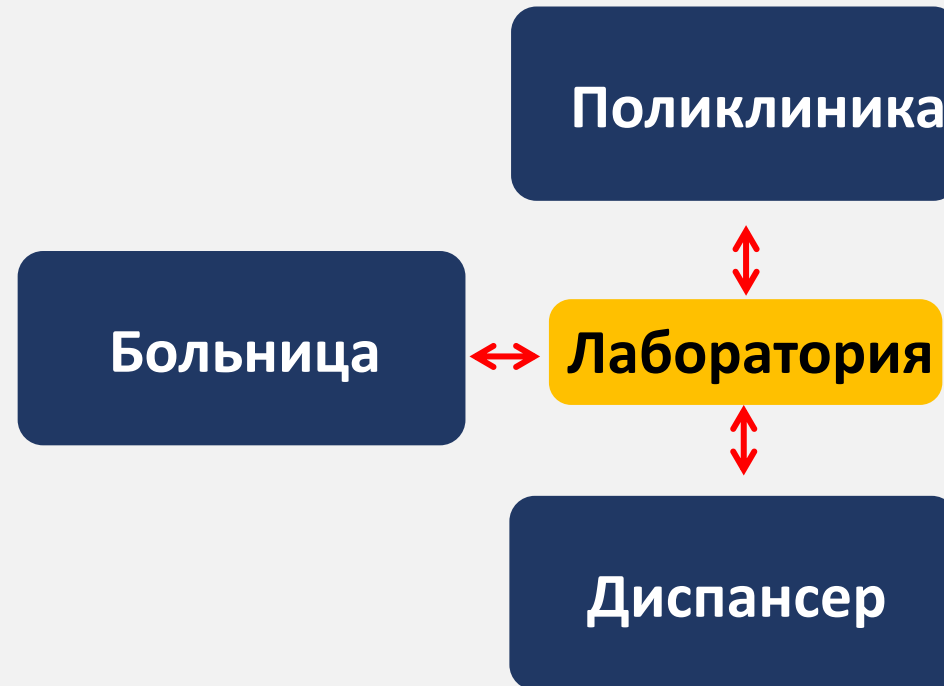 Поликлиника
Больница
Лаборатория
Диспансер